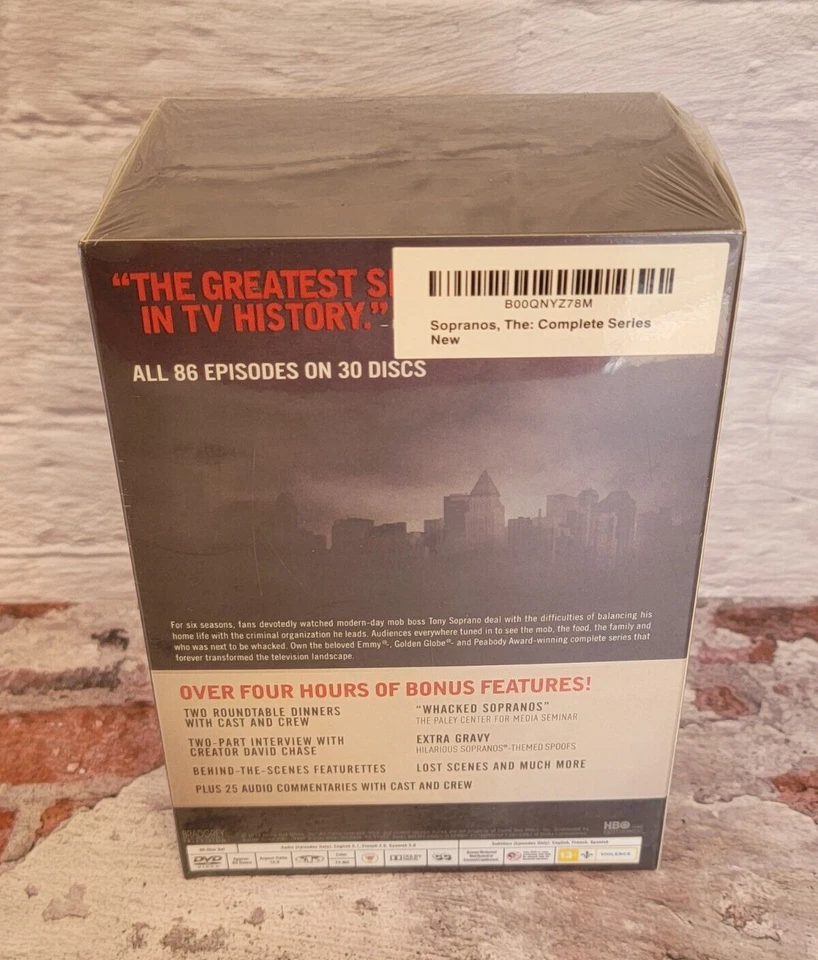 “THE GREATEST S
IN TV HISTORY.”
B00QNYZ78M
Sopranos, The: Complete Series
New
ALL 86 EPISODES ON 30 DISCS
For six seasons, fans devotedly watched modern-day mob boss Tony Soprano deal with the difficulties of balancing his
home life with the criminal organization he leads. Audiences everywhere tuned in to see the mob, the food, the family and
who was next to be whacked. Own the beloved Emmy®-, Golden Globe®- and Peabody Award-winning complete series that
forever transformed the television landscape.
OVER FOUR HOURS OF BONUS FEATURES!
TWO ROUNDTABLE DINNERS
WITH CAST AND CREW
TWO-PART INTERVIEW WITH
CREATOR DAVID CHASE
BEHIND-THE-SCENES FEATURETTES
“WHACKED SOPRANOS”
THE PALEY CENTER FOR MEDIA SEMINAR
EXTRA GRAVY
HILARIOUS SOPRANOS®-THEMED SPOOFS
LOST SCENES AND MUCH MORE
PLUS 25 AUDIO COMMENTARIES WITH CAST AND CREW
BRADGREY
HBO
DVD
VIDEO
13+
VIOLENCE